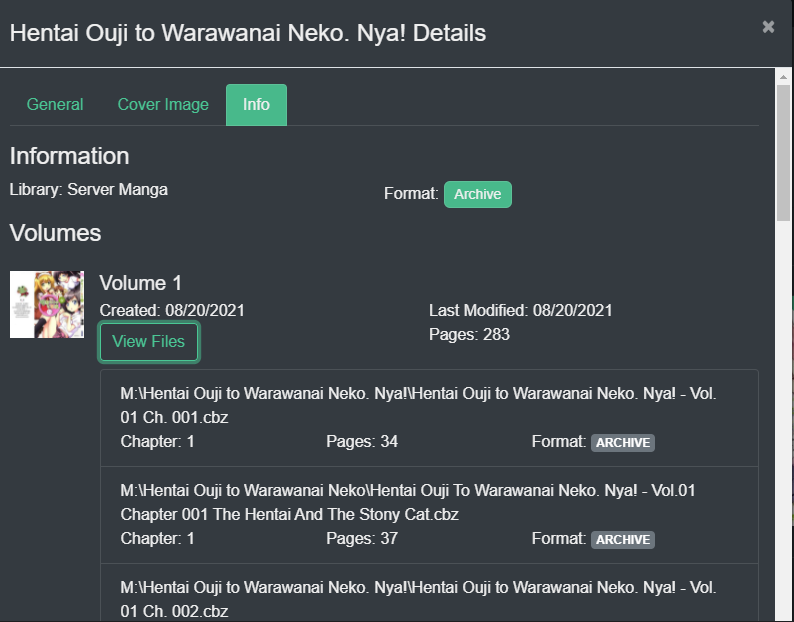 Hentai Ouji to Warawanai Neko. Nya! Details
×
General Cover Image Info
Information
Library: Server Manga Format: Archive
Volumes
Volume 1
Created: 08/20/2021 Last Modified: 08/20/2021
Pages: 283
View Files
M:\Hentai Ouji to Warawanai Neko. Nya!\Hentai Ouji to Warawanai Neko. Nya! - Vol.
01 Ch. 001.cbz
Chapter: 1 Pages: 34 Format: ARCHIVE
M:\Hentai Ouji to Warawanai Neko\Hentai Ouji To Warawanai Neko. Nya! - Vol.01
Chapter 001 The Hentai And The Stony Cat.cbz
Chapter: 1 Pages: 37 Format: ARCHIVE
M:\Hentai Ouji to Warawanai Neko. Nya!\Hentai Ouji to Warawanai Neko. Nya! - Vol.
01 Ch. 002.cbz